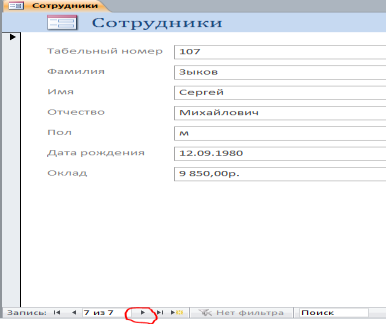 Сотрудники
Сотрудники
Табельный номер 107
Фамилия Зыков
Имя Сергей
Отчество Михайлович
Пол м
Дата рождения 12.09.1980
Оклад 9 850,00р.
Запись: 7 из 7 Нет фильтра Поиск